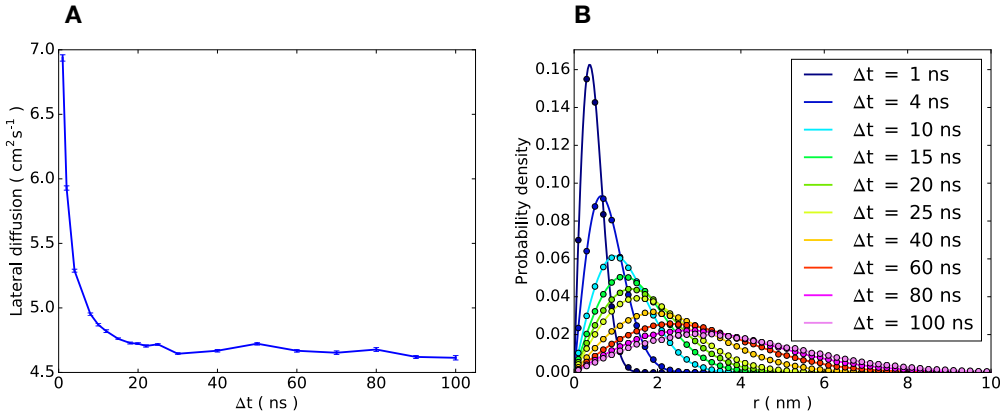 A
Lateral diffusion ( cm² s⁻¹ )
7.0
6.5
6.0
5.5
5.0
4.5
0 20 40 60 80 100
Δt ( ns )
B
Probability density
0.16
0.14
0.12
0.10
0.08
0.06
0.04
0.02
0.00
0 2 4 6 8 10
r ( nm )
Δt = 1 ns
Δt = 4 ns
Δt = 10 ns
Δt = 15 ns
Δt = 20 ns
Δt = 25 ns
Δt = 40 ns
Δt = 60 ns
Δt = 80 ns
Δt = 100 ns